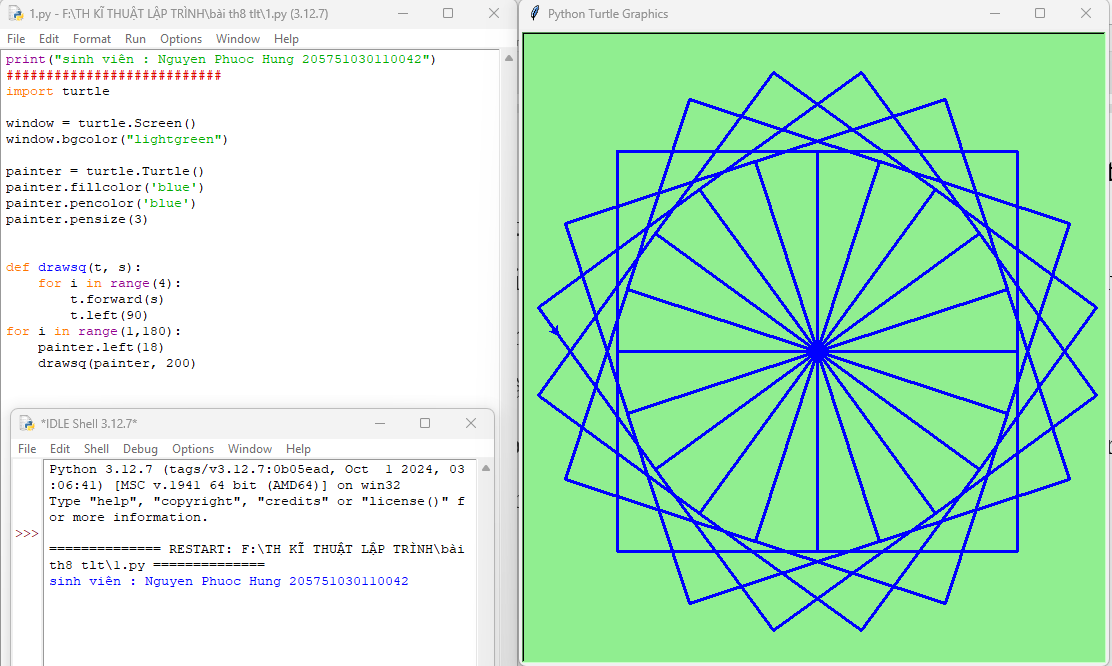 1.py - F:\TH KĨ THUẬT LẬP TRÌNH\bài th8 tlt\1.py (3.12.7)
File Edit Format Run Options Window Help
print("sinh viên : Nguyen Phuoc Hung 205751030110042")
###########################
import turtle
window = turtle.Screen()
window.bgcolor("lightgreen")
painter = turtle.Turtle()
painter.fillcolor('blue')
painter.pencolor('blue')
painter.pensize(3)
def drawsq(t, s):
    for i in range(4):
        t.forward(s)
        t.left(90)
for i in range(1,180):
    painter.left(18)
    drawsq(painter, 200)
*IDLE Shell 3.12.7*
File Edit Shell Debug Options Window Help
Python 3.12.7 (tags/v3.12.7:0b05ead, Oct  1 2024, 03
:06:41) [MSC v.1941 64 bit (AMD64)] on win32
Type "help", "copyright", "credits" or "license()" f
or more information.
>>>
============== RESTART: F:\TH KĨ THUẬT LẬP TRÌNH\bài
th8 tlt\1.py ==============
sinh viên : Nguyen Phuoc Hung 205751030110042
Python Turtle Graphics